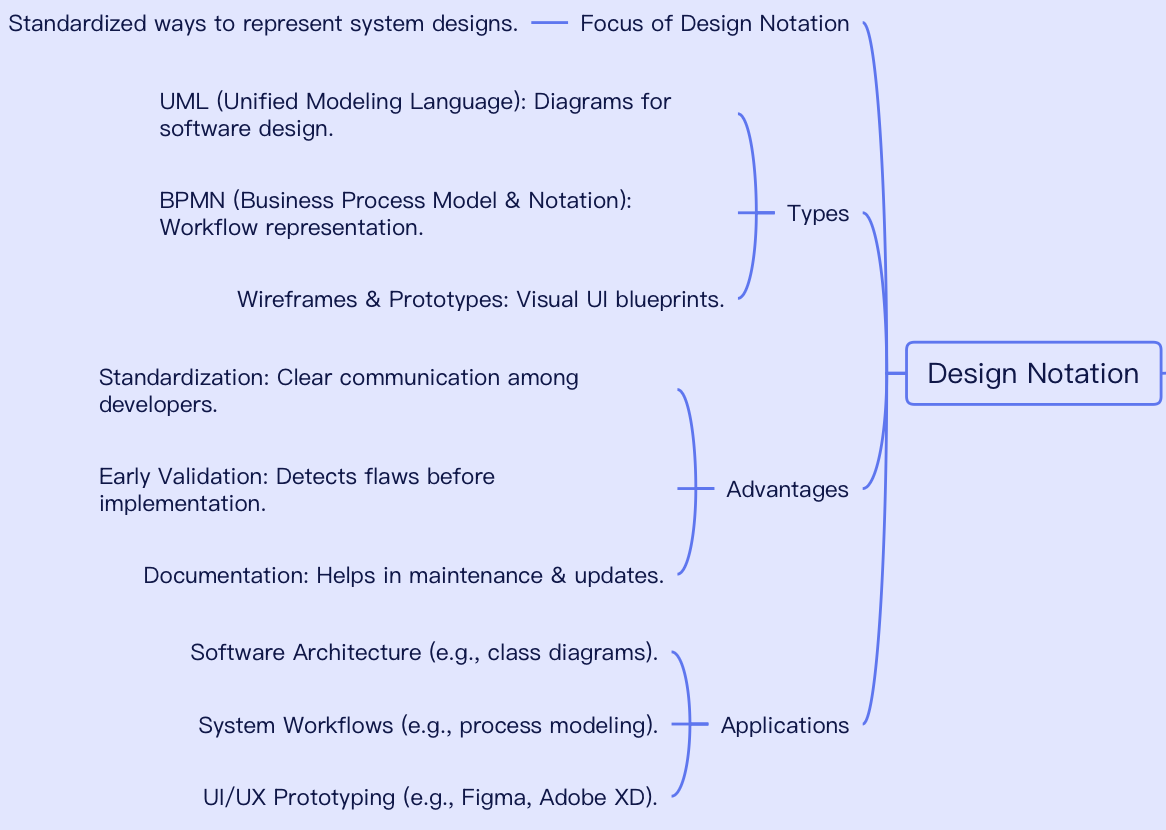 Standardized ways to represent system designs.
Focus of Design Notation
UML (Unified Modeling Language): Diagrams for
software design.
BPMN (Business Process Model & Notation):
Workflow representation.
Types
Wireframes & Prototypes: Visual UI blueprints.
Design Notation
Standardization: Clear communication among
developers.
Early Validation: Detects flaws before
implementation.
Advantages
Documentation: Helps in maintenance & updates.
Software Architecture (e.g., class diagrams).
System Workflows (e.g., process modeling).
Applications
UI/UX Prototyping (e.g., Figma, Adobe XD).